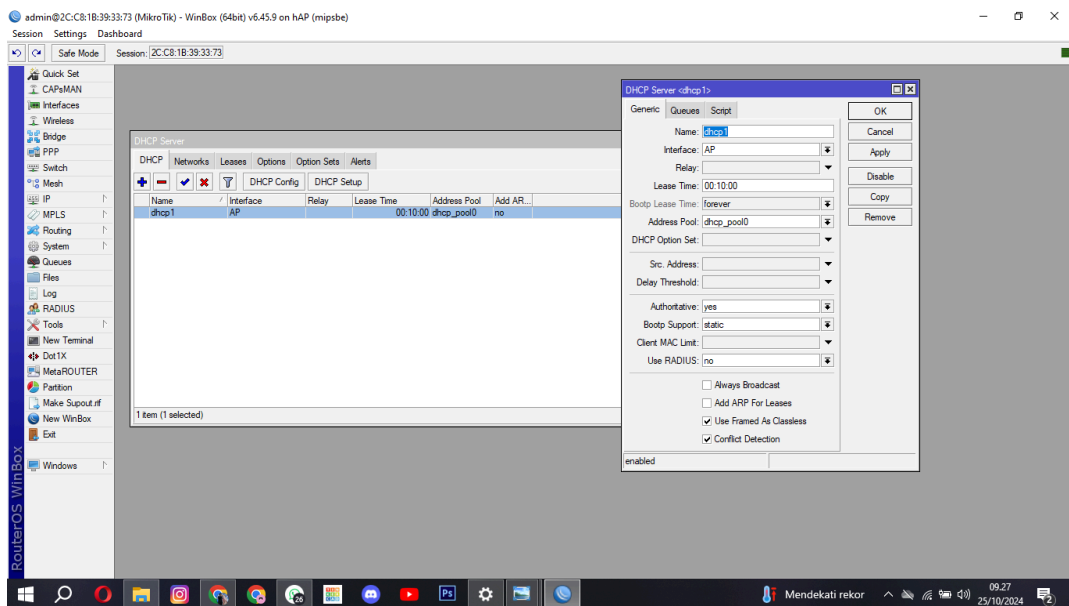 admin@2C:C8:1B:39:33:73 (MikroTik) - WinBox (64bit) v6.45.9 on hAP (mipsbe)
Session Settings Dashboard
Safe Mode Session: 2C:C8:1B:39:33:73
Quick Set
CAPsMAN
Interfaces
Wireless
Bridge
PPP
Switch
Mesh
IP
MPLS
Routing
System
Queues
Files
Log
RADIUS
Tools
New Terminal
Dot1X
MetaROUTER
Partition
Make Supout.rif
New WinBox
Exit
Windows
RouterOS WinBox
DHCP Server
DHCP Networks Leases Options Option Sets Alerts
DHCP Config DHCP Setup
Name Interface Relay Lease Time Address Pool Add AR...
dhcp1 AP 00:10:00 dhcp_pool0 no
1 item (1 selected)
DHCP Server <dhcp1>
Generic Queues Script
Name: dhcp1
Interface: AP
Relay:
Lease Time: 00:10:00
Bootp Lease Time: forever
Address Pool: dhcp_pool0
DHCP Option Set:
Src. Address:
Delay Threshold:
Authoritative: yes
Bootp Support: static
Client MAC Limit:
Use RADIUS: no
Always Broadcast
Add ARP For Leases
Use Framed As Classless
Conflict Detection
enabled
OK
Cancel
Apply
Disable
Copy
Remove
26
Ps
Mendekati rekor
09.27
25/10/2024
2